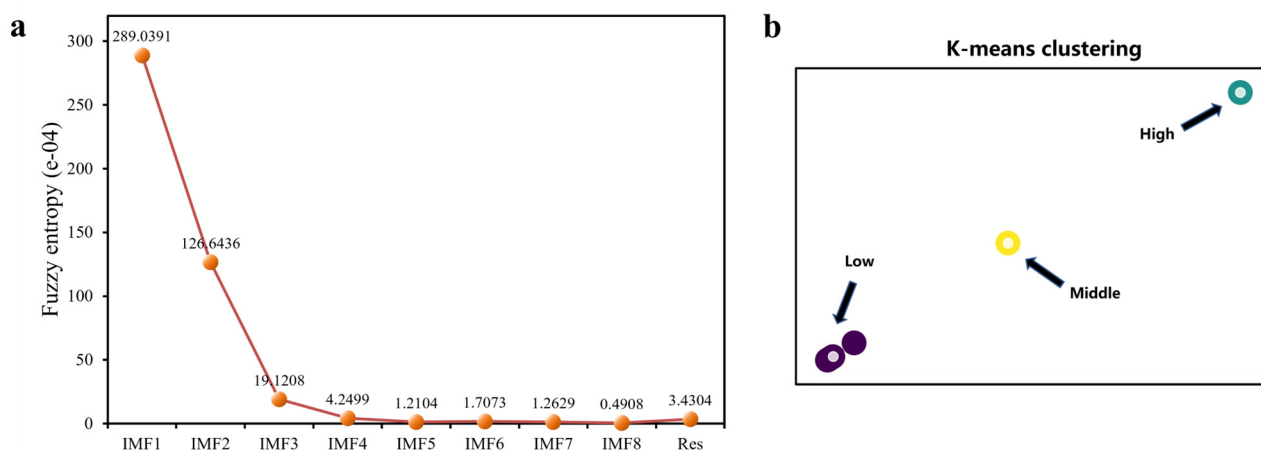 a
Fuzzy entropy (e-04)
300
250
200
150
100
50
0
289.0391
126.6436
19.1208
4.2499
1.2104
1.7073
1.2629
0.4908
3.4304
IMF1 IMF2 IMF3 IMF4 IMF5 IMF6 IMF7 IMF8 Res
b
K-means clustering
High
Middle
Low